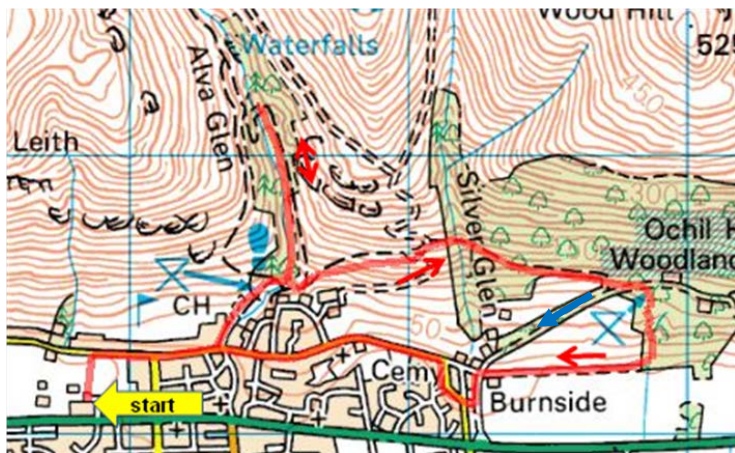 Wood Hill
525
Waterfalls
Alva Glen
450
Leith
Silver Glen
300
Ochil H
Woodland
CH
50
Cem
start
Burnside